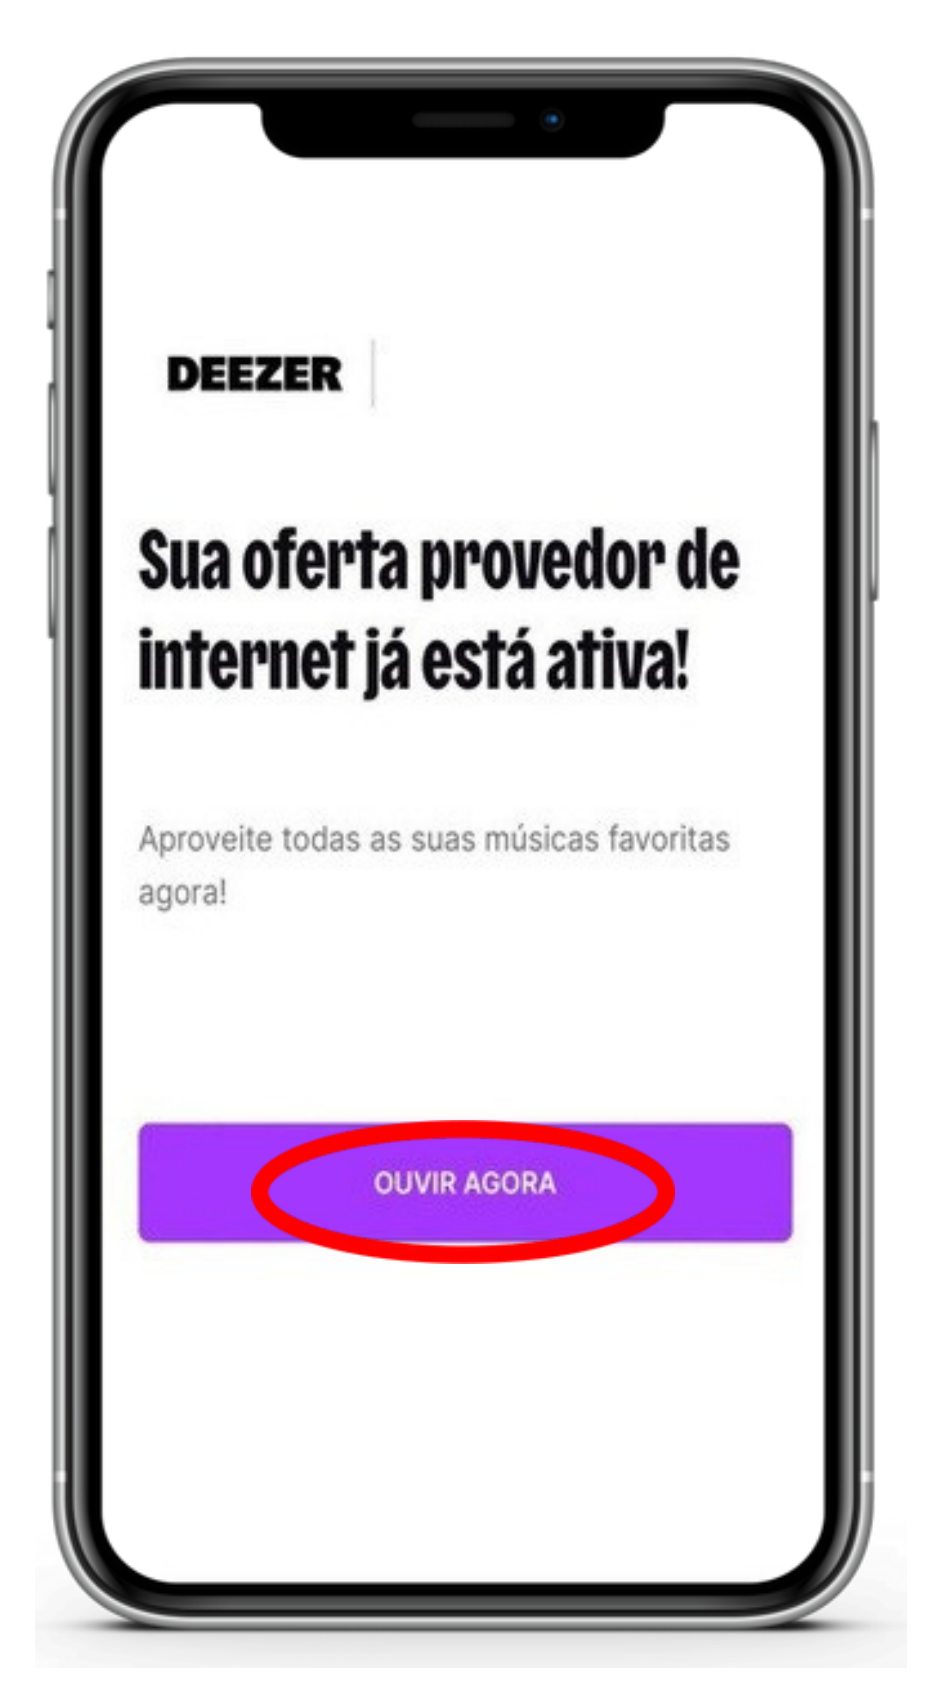 DEEZER
Sua oferta provedor de
internet já está ativa!
Aproveite todas as suas músicas favoritas
agora!
OUVIR AGORA